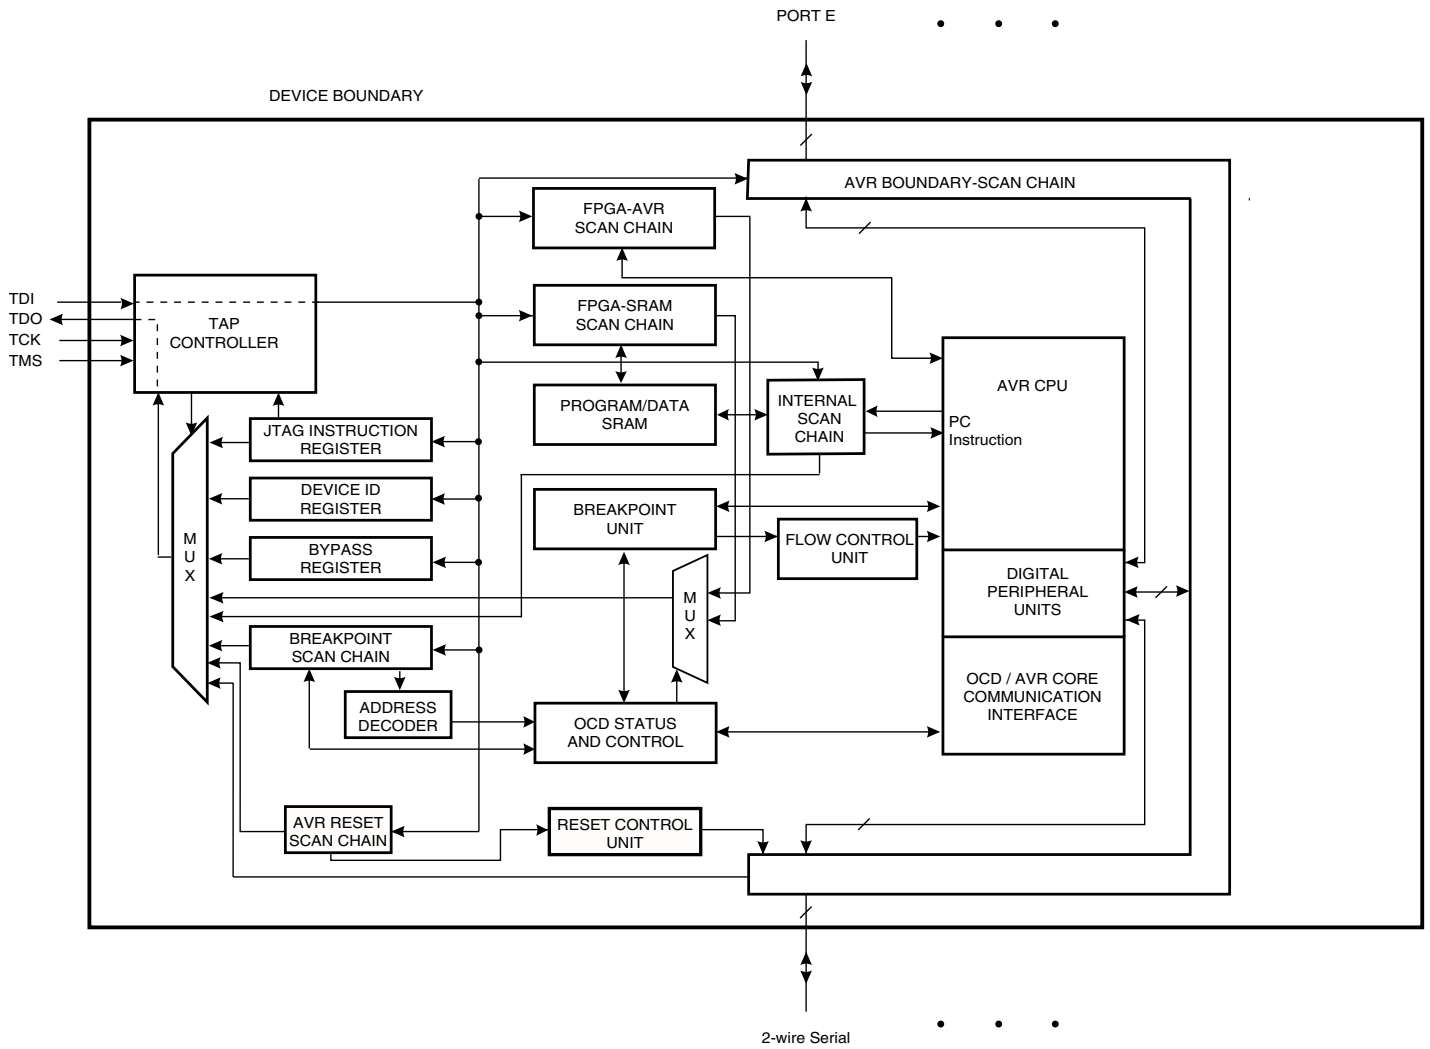 PORT E
DEVICE BOUNDARY
AVR BOUNDARY-SCAN CHAIN
FPGA-AVR
SCAN CHAIN
TDI
TDO
TCK
TMS
TAP
CONTROLLER
FPGA-SRAM
SCAN CHAIN
PROGRAM/DATA
SRAM
INTERNAL
SCAN
CHAIN
AVR CPU
PC
Instruction
JTAG INSTRUCTION
REGISTER
DEVICE ID
REGISTER
BREAKPOINT
UNIT
FLOW CONTROL
UNIT
M
U
X
BYPASS
REGISTER
M
U
X
DIGITAL
PERIPHERAL
UNITS
BREAKPOINT
SCAN CHAIN
ADDRESS
DECODER
OCD STATUS
AND CONTROL
OCD / AVR CORE
COMMUNICATION
INTERFACE
AVR RESET
SCAN CHAIN
RESET CONTROL
UNIT
2-wire Serial